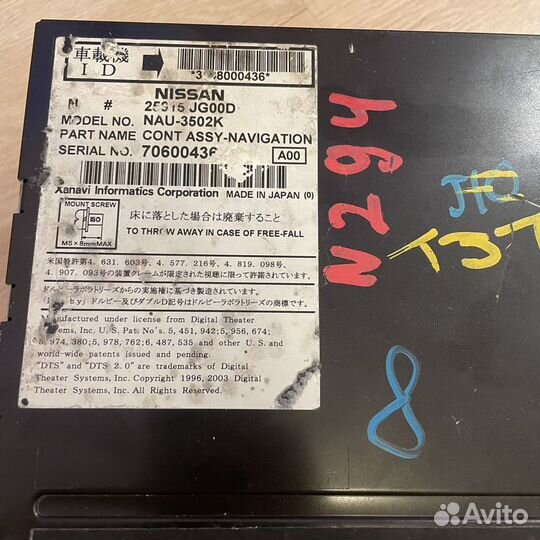 車載機
I D
*3 8000436*
NISSAN
N #
25915 JG00D
MODEL NO. NAU-3502K
PART NAME CONT ASSY-NAVIGATION
SERIAL NO. 70600436
A00
Xanavi Informatics Corporation MADE IN JAPAN (0)
MOUNT SCREW
ISO
M5×8mmMAX
床に落とした場合は廃棄すること
TO THROW AWAY IN CASE OF FREE-FALL
米国特許第4. 631. 603号、4. 577. 216号、4. 819. 098号、
4. 907. 093号の装置クレームが限定された視聴に限って許諾されています。
ドルビーラボラトリーズからの実施権に基づき製造されています。
by ドルビー及びダブルD記号はドルビーラボラトリーズの商標です。
anufactured under license from Digital Theater
ystems, Inc. U. S. Pat. No's. 5, 451, 942;5, 956, 674;
5, 974, 380;5, 978, 762;6, 487, 535 and other U. S. and
world-wide patents issued and pending.
"DTS" and "DTS 2. 0" are trademarks of Digital
Theater Systems, Inc. Copyright 1996, 2003 Digital
Theater Systems, Inc. All rights reserved.
N294
8
Avito